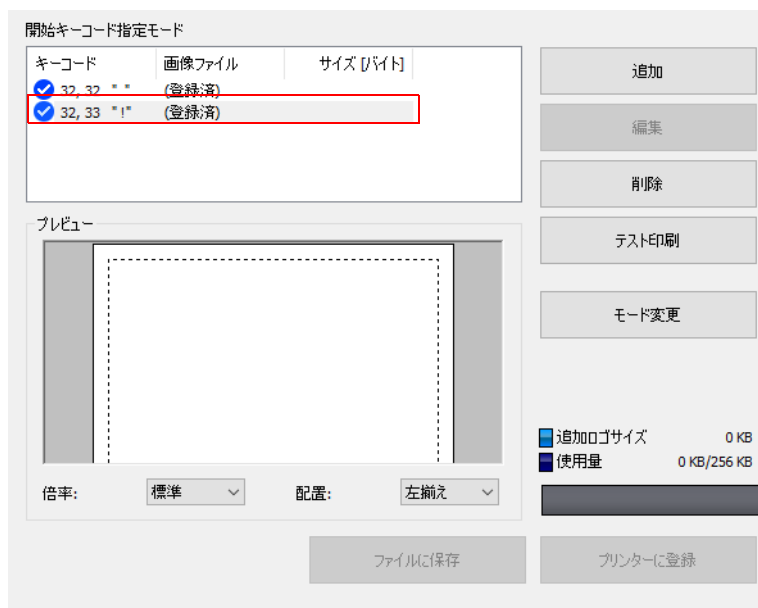 開始キーコード指定モード
キーコード 画像ファイル サイズ [バイト]
32, 32 " " (登録済)
32, 33 "!" (登録済)
追加
編集
削除
テスト印刷
モード変更
プレビュー
追加ロゴサイズ 0 KB
使用量 0 KB/256 KB
倍率: 標準 配置: 左揃え
ファイルに保存
プリンターに登録